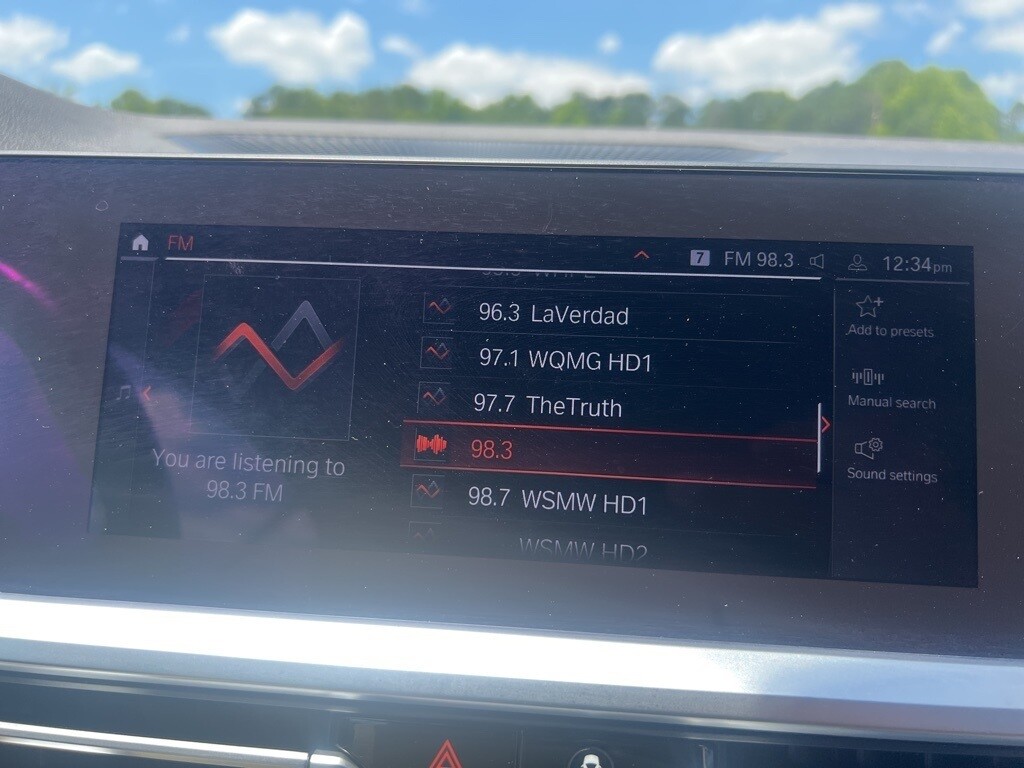 FM
7 FM 98.3 12:34pm
96.3 LaVerdad
97.1 WQMG HD1
97.7 TheTruth
98.3
98.7 WSMW HD1
WSMW HD2
You are listening to
98.3 FM
Add to presets
Manual search
Sound settings